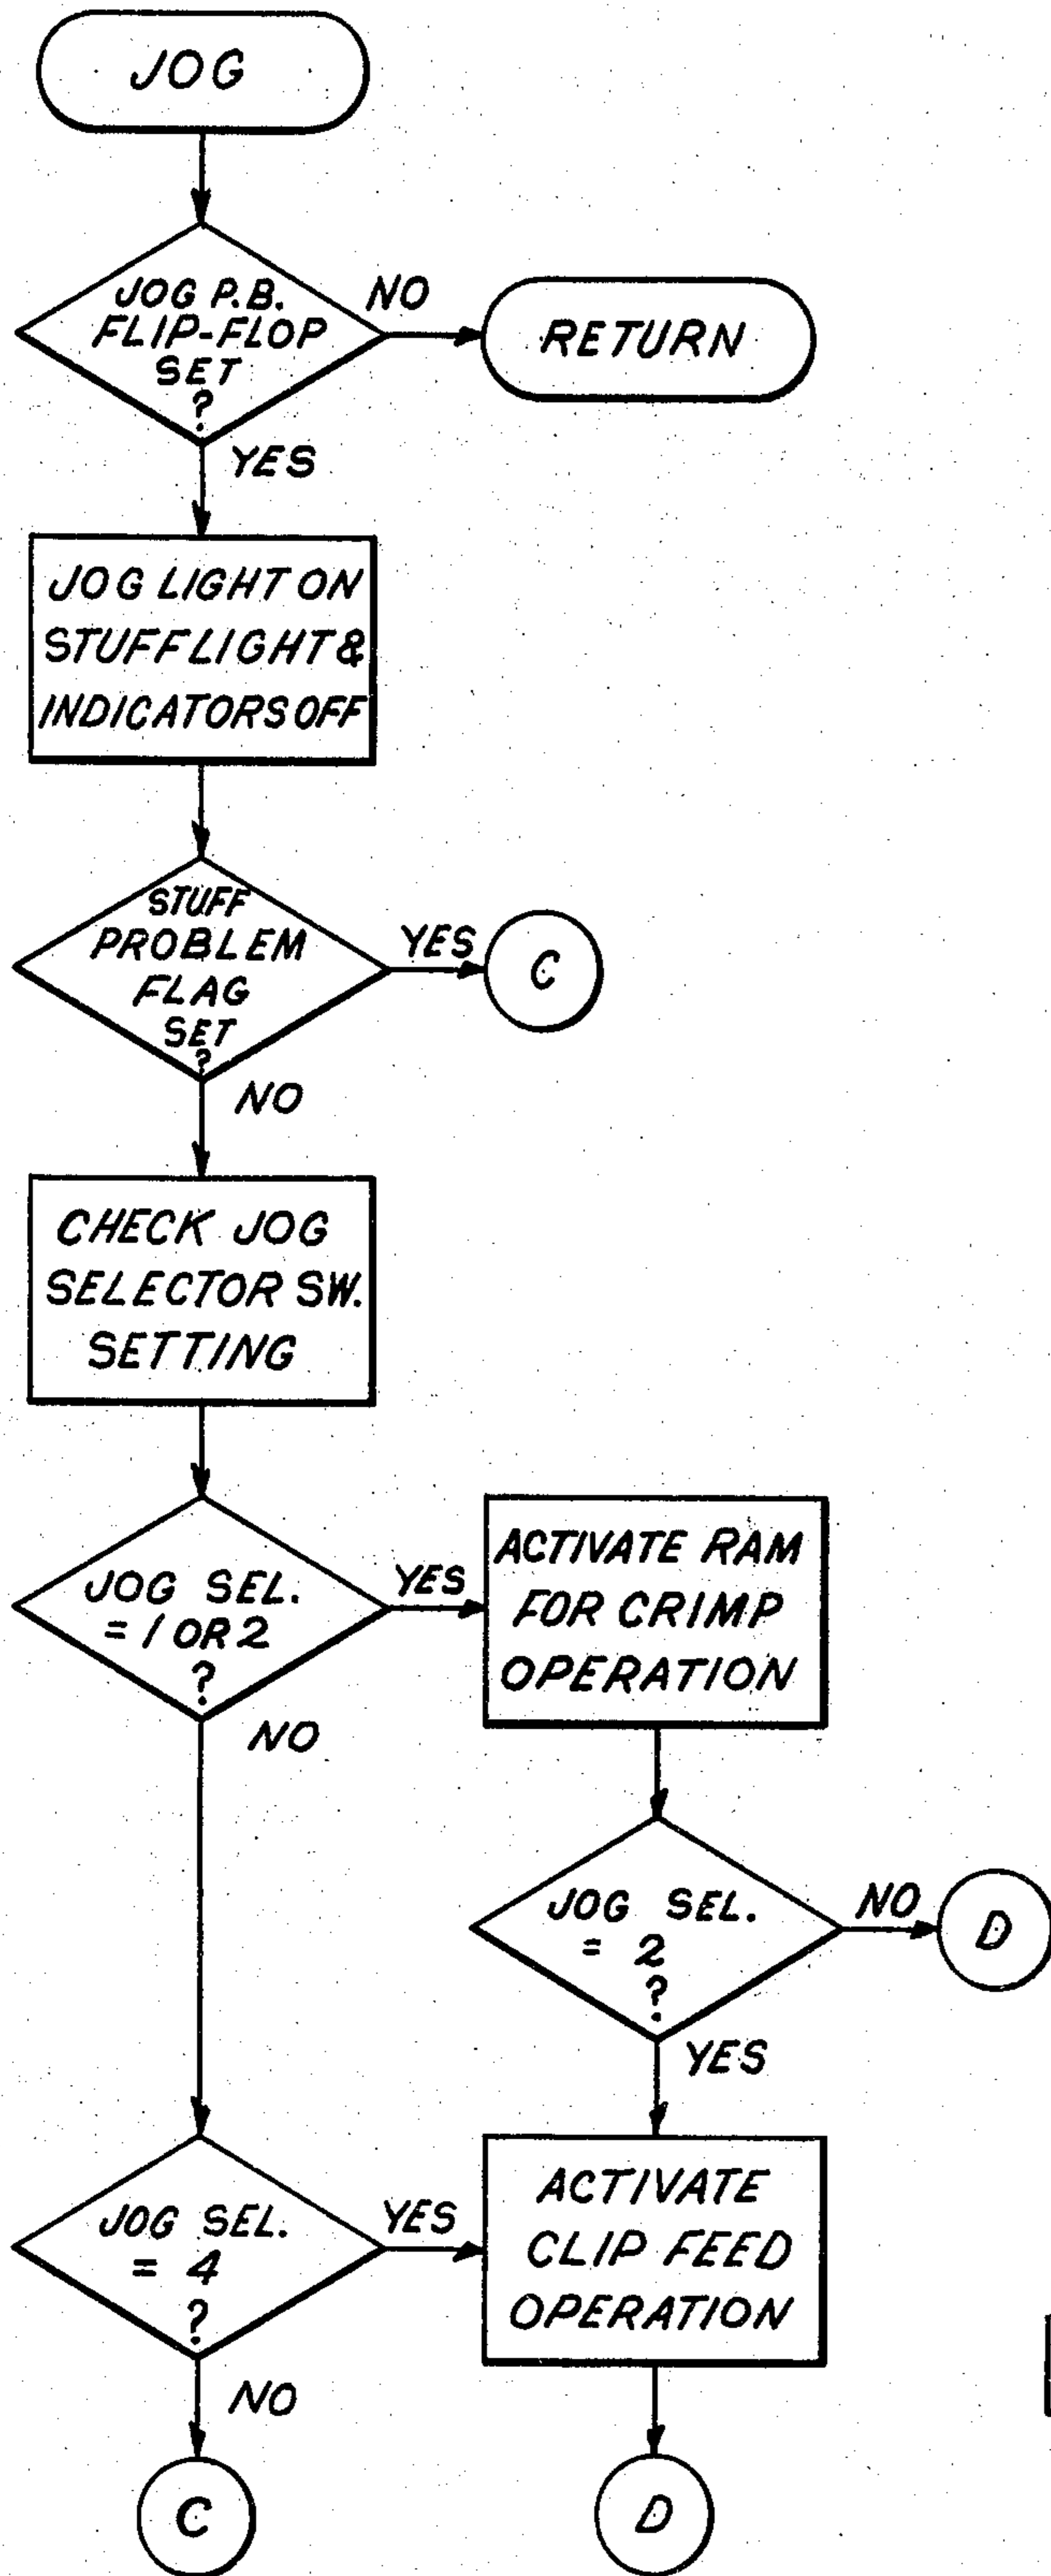 JOG
JOG P.B.
FLIP-FLOP
SET
?
NO
RETURN
YES
JOG LIGHT ON
STUFF LIGHT &
INDICATORS OFF
STUFF
PROBLEM
FLAG
SET
?
YES
C
NO
CHECK JOG
SELECTOR SW.
SETTING
JOG SEL.
= 1 OR 2
?
YES
ACTIVATE RAM
FOR CRIMP
OPERATION
NO
JOG SEL.
= 2
?
NO
D
YES
JOG SEL.
= 4
?
YES
ACTIVATE
CLIP FEED
OPERATION
NO
C
D